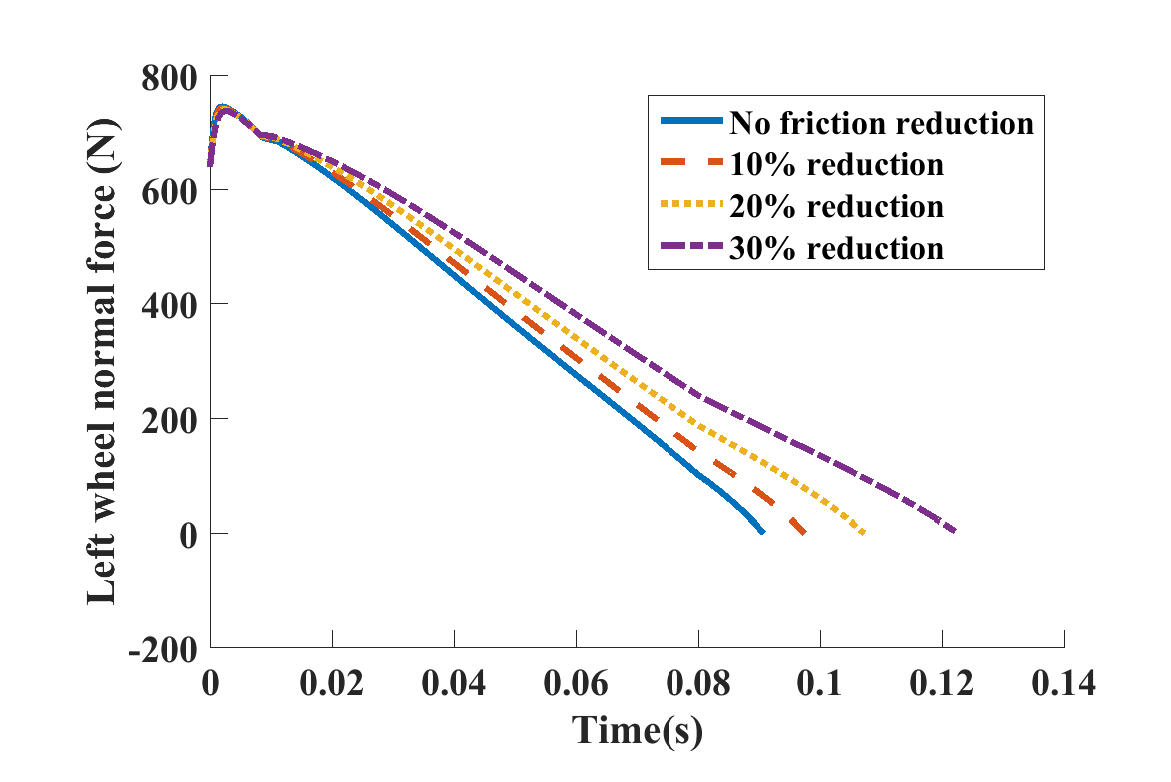 Left wheel normal force (N)
800
600
400
200
0
-200
No friction reduction
10% reduction
20% reduction
30% reduction
0 0.02 0.04 0.06 0.08 0.1 0.12 0.14
Time(s)